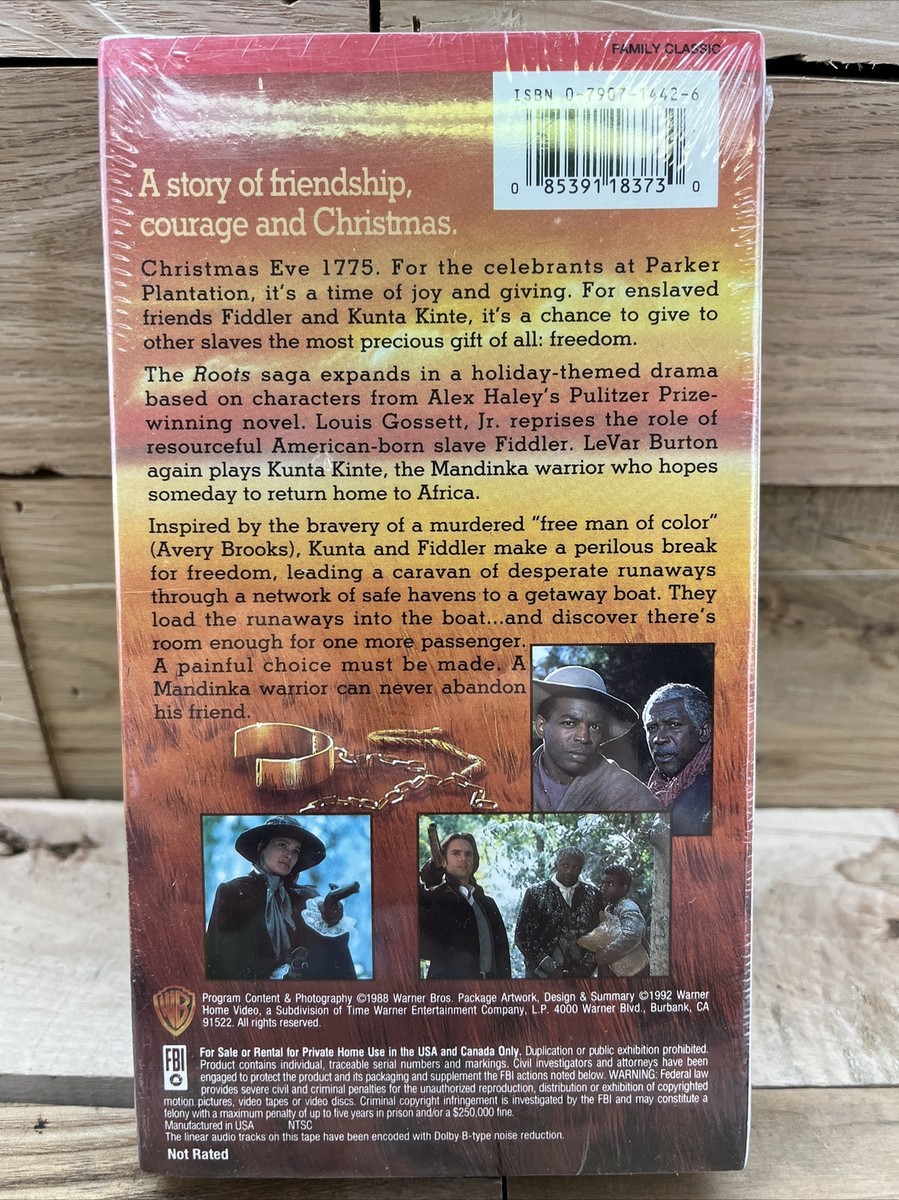 FAMILY CLASSIC
ISBN 0-7907-1442-6
0 85391 18373 0
A story of friendship,
courage and Christmas.
Christmas Eve 1775. For the celebrants at Parker
Plantation, it's a time of joy and giving. For enslaved
friends Fiddler and Kunta Kinte, it's a chance to give to
other slaves the most precious gift of all: freedom.
The Roots saga expands in a holiday-themed drama
based on characters from Alex Haley's Pulitzer Prize-
winning novel. Louis Gossett, Jr. reprises the role of
resourceful American-born slave Fiddler. LeVar Burton
again plays Kunta Kinte, the Mandinka warrior who hopes
someday to return home to Africa.
Inspired by the bravery of a murdered "free man of color"
(Avery Brooks), Kunta and Fiddler make a perilous break
for freedom, leading a caravan of desperate runaways
through a network of safe havens to a getaway boat. They
load the runaways into the boat...and discover there's
room enough for one more passenger.
A painful choice must be made. A
Mandinka warrior can never abandon
his friend.
WB
Program Content & Photography ©1988 Warner Bros. Package Artwork, Design & Summary ©1992 Warner
Home Video, a Subdivision of Time Warner Entertainment Company, L.P. 4000 Warner Blvd., Burbank, CA
91522. All rights reserved.
FBI
For Sale or Rental for Private Home Use in the USA and Canada Only. Duplication or public exhibition prohibited.
Product contains individual, traceable serial numbers and markings. Civil investigators and attorneys have been
engaged to protect the product and its packaging and supplement the FBI actions noted below. WARNING: Federal law
provides severe civil and criminal penalties for the unauthorized reproduction, distribution or exhibition of copyrighted
motion pictures, video tapes or video discs. Criminal copyright infringement is investigated by the FBI and may constitute a
felony with a maximum penalty of up to five years in prison and/or a $250,000 fine.
Manufactured in USA NTSC
The linear audio tracks on this tape have been encoded with Dolby B-type noise reduction.
Not Rated